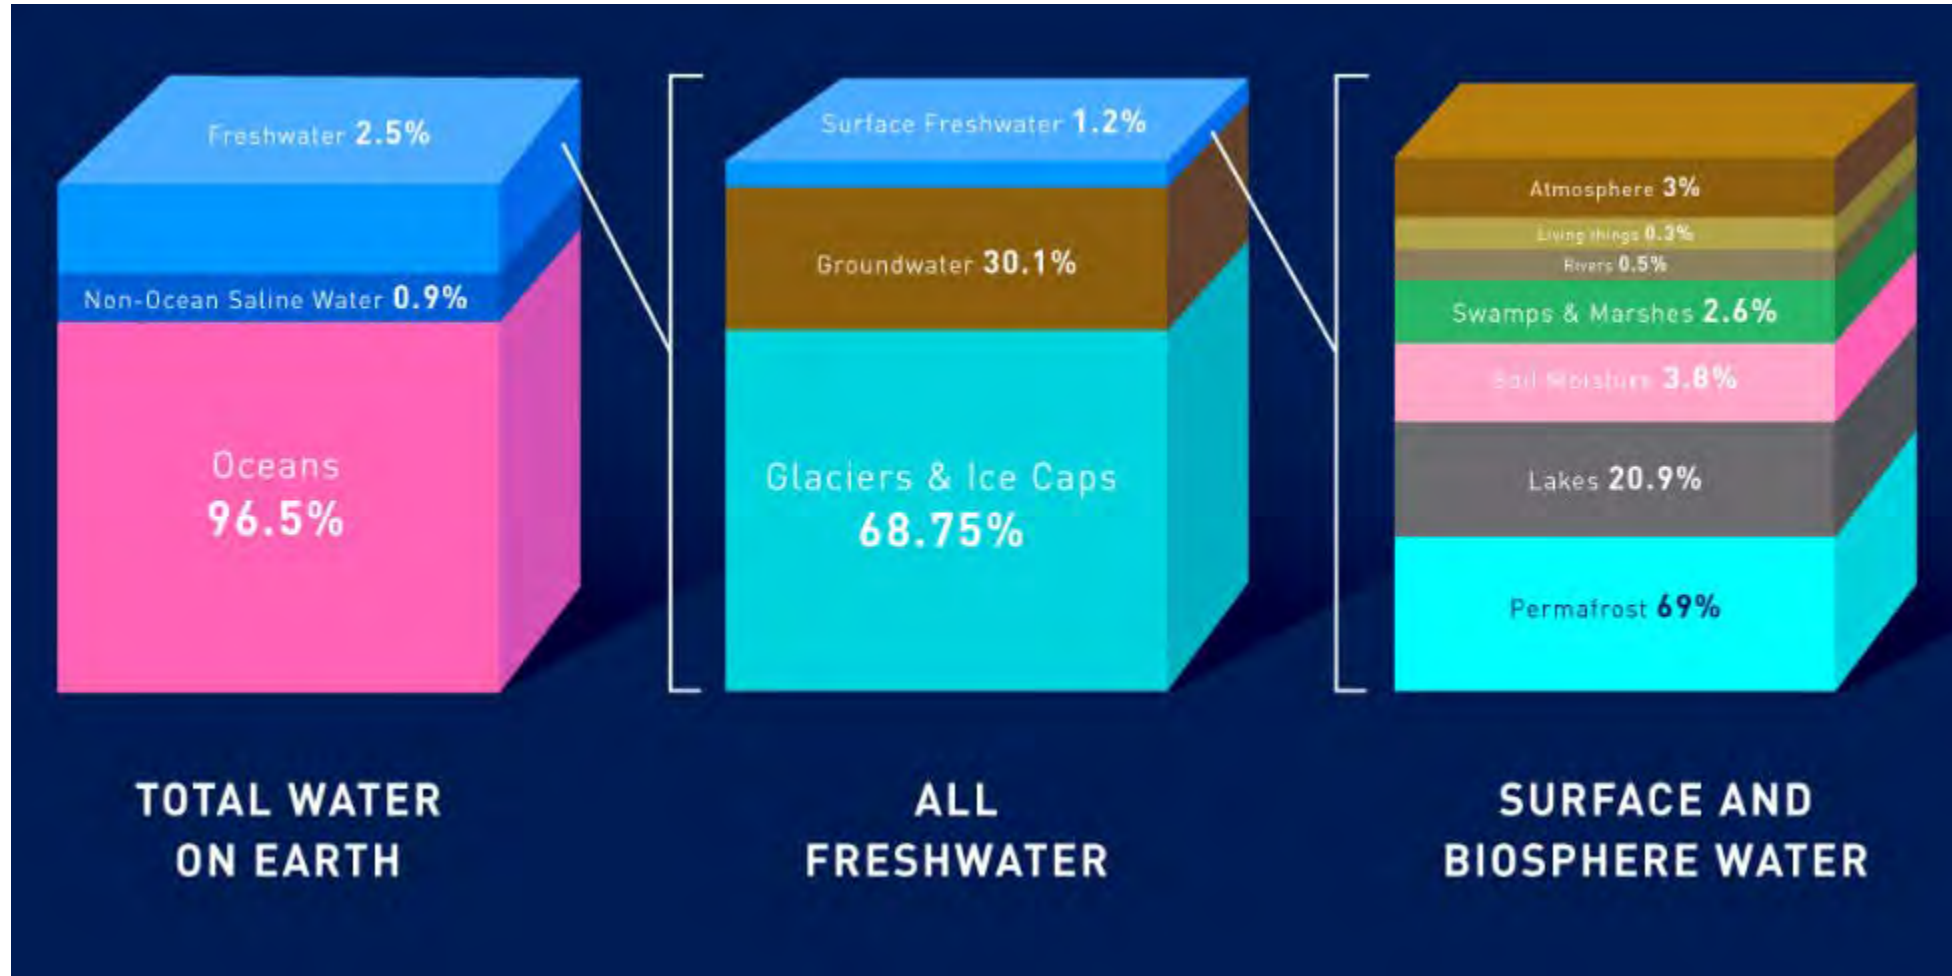 Freshwater 2.5%
Non-Ocean Saline Water 0.9%
Oceans
96.5%
TOTAL WATER
ON EARTH
Surface Freshwater 1.2%
Groundwater 30.1%
Glaciers & Ice Caps
68.75%
ALL
FRESHWATER
Atmosphere 3%
Living things 0.3%
Rivers 0.5%
Swamps & Marshes 2.6%
Soil Moisture 3.8%
Lakes 20.9%
Permafrost 69%
SURFACE AND
BIOSPHERE WATER